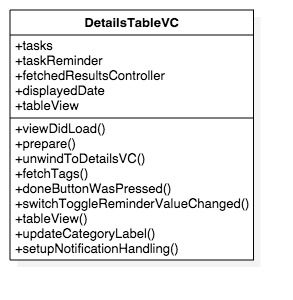 DetailsTableVC
+tasks
+taskReminder
+fetchedResultsController
+displayedDate
+tableView
+viewDidLoad()
+prepare()
+unwindToDetailsVC()
+fetchTags()
+doneButtonWasPressed()
+switchToggleReminderValueChanged()
+tableView()
+updateCategoryLabel()
+setupNotificationHandling()